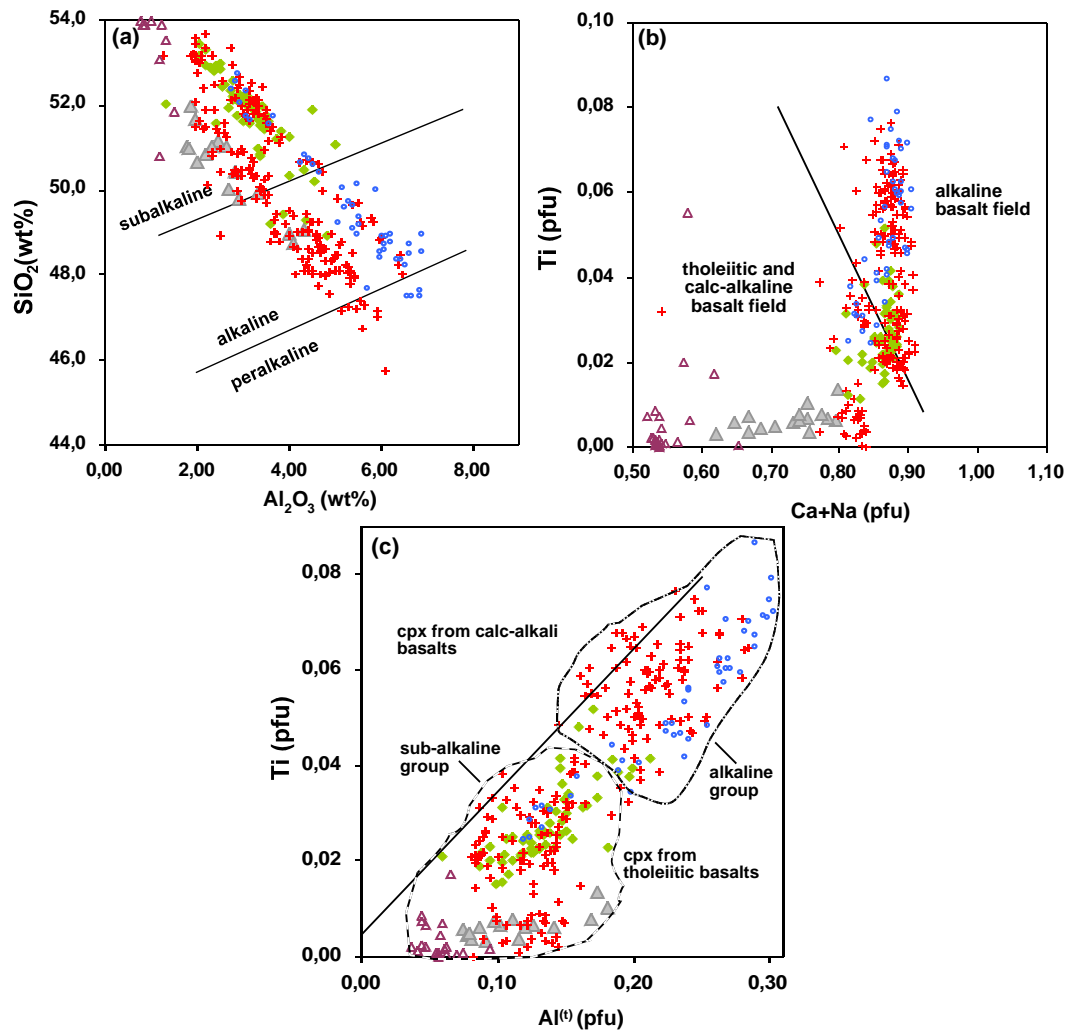 (a)
54,0
52,0
50,0
48,0
46,0
44,0
SiO₂(wt%)
subalkaline
alkaline
peralkaline
0,00 2,00 4,00 6,00 8,00
Al₂O₃ (wt%)
(b)
0,10
0,08
0,06
0,04
0,02
0,00
Ti (pfu)
alkaline
basalt field
tholeiitic and
calc-alkaline
basalt field
0,50 0,60 0,70 0,80 0,90 1,00 1,10
Ca+Na (pfu)
(c)
0,08
0,06
0,04
0,02
0,00
Ti (pfu)
cpx from calc-alkali
basalts
sub-alkaline
group
alkaline
group
cpx from
tholeiitic basalts
0,00 0,10 0,20 0,30
Al⁽ᵗ⁾ (pfu)